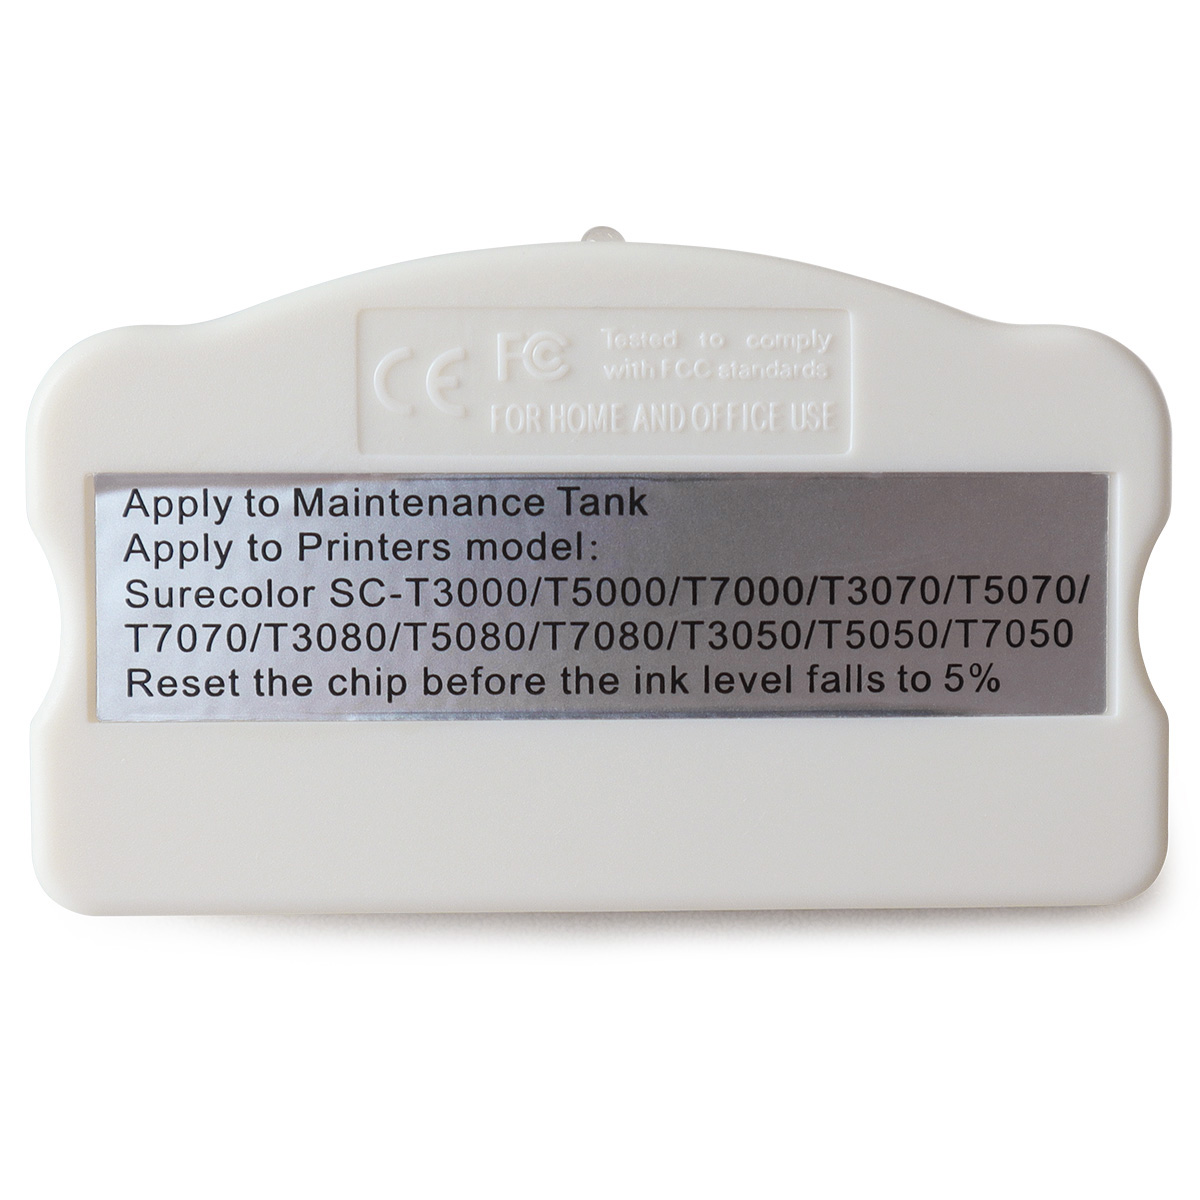 CE FC Tested to comply
with FCC standards
FOR HOME AND OFFICE USE
Apply to Maintenance Tank
Apply to Printers model:
Surecolor SC-T3000/T5000/T7000/T3070/T5070/
T7070/T3080/T5080/T7080/T3050/T5050/T7050
Reset the chip before the ink level falls to 5%